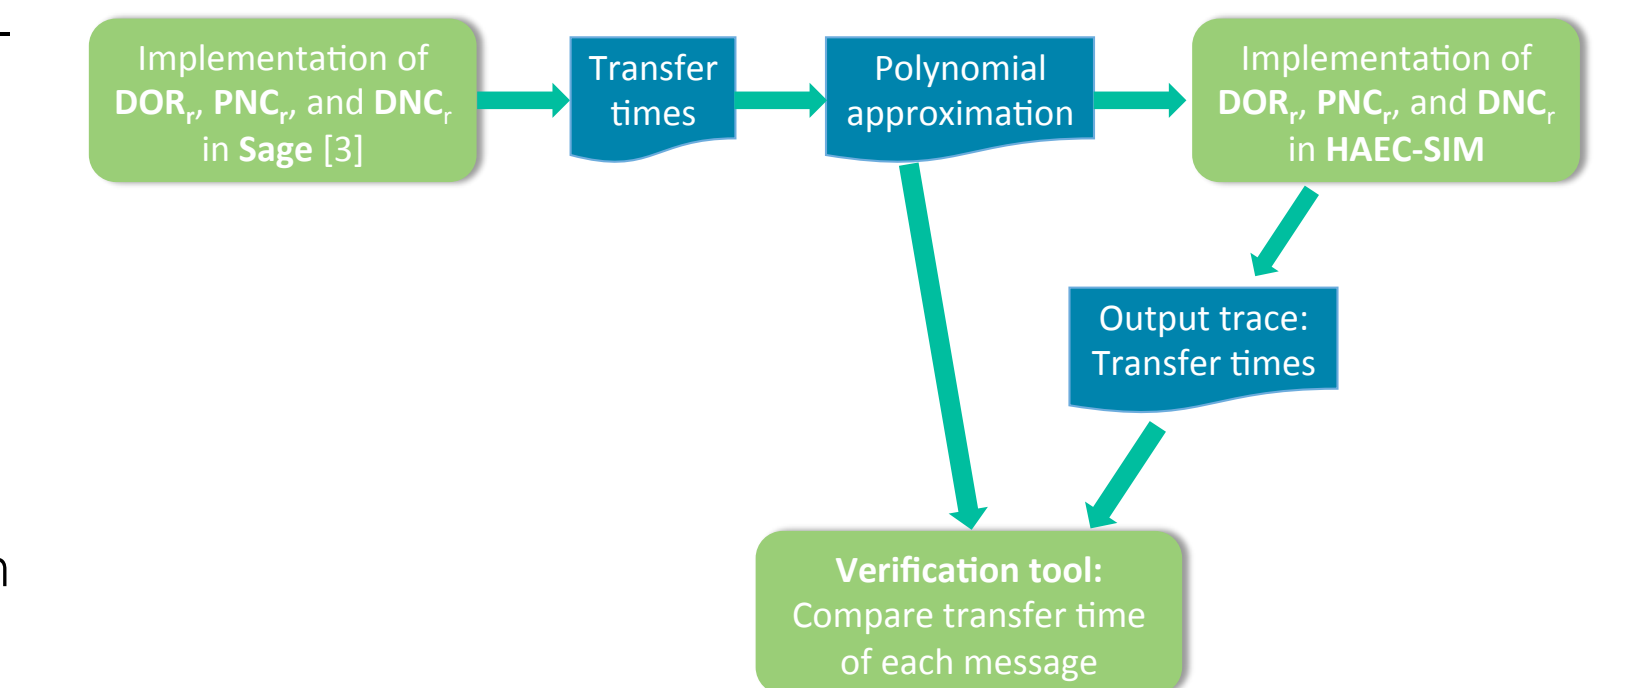 Implementation of
DORr, PNCr, and DNCr
in Sage [3]
Transfer
times
Polynomial
approximation
Implementation of
DORr, PNCr, and DNCr
in HAEC-SIM
Output trace:
Transfer times
Verification tool:
Compare transfer time
of each message